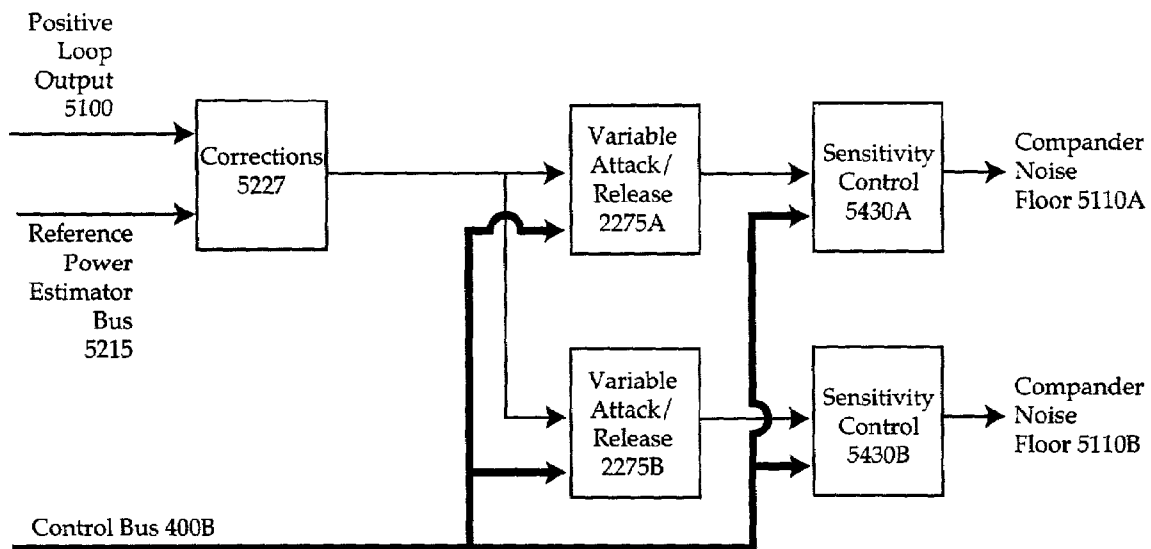 Positive
Loop
Output
5100
Corrections
5227
Reference
Power
Estimator
Bus
5215
Variable
Attack/
Release
2275A
Sensitivity
Control
5430A
Compander
Noise
Floor 5110A
Variable
Attack/
Release
2275B
Sensitivity
Control
5430B
Compander
Noise
Floor 5110B
Control Bus 400B